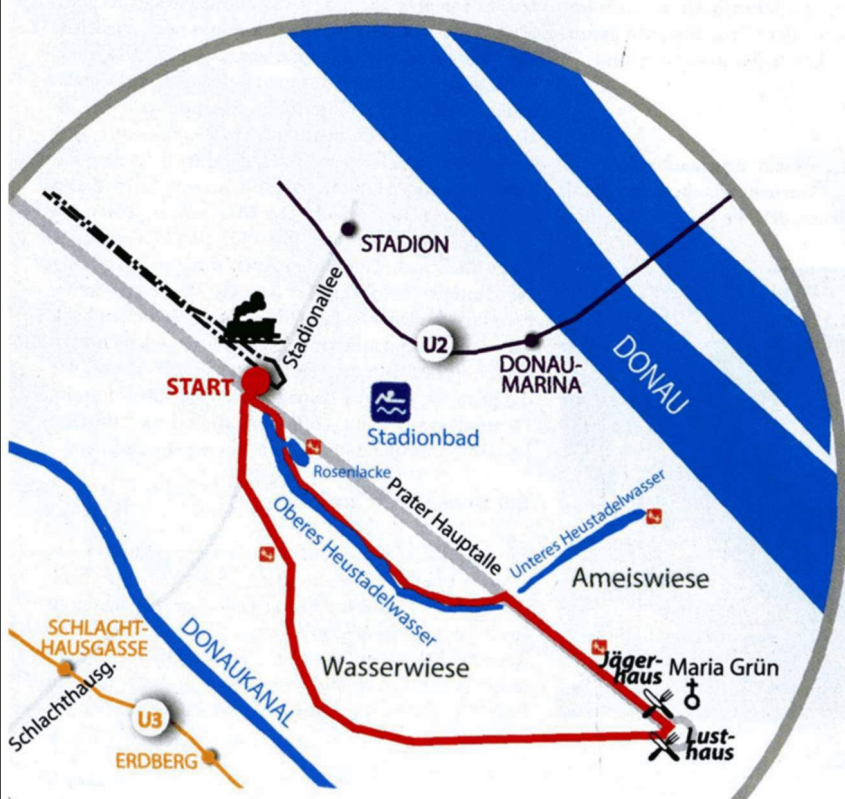 STADION
Stadionallee
U2
DONAU-
MARINA
DONAU
START
Stadionbad
Rosenlacke
Prater Hauptalle
Oberes Heustadelwasser
Unteres Heustadelwasser
Ameiswiese
SCHLACHT-
HAUSGASSE
Schlachthausg.
DONAUKANAL
Wasserwiese
Jäger-
haus
Maria Grün
U3
ERDBERG
Lust-
haus